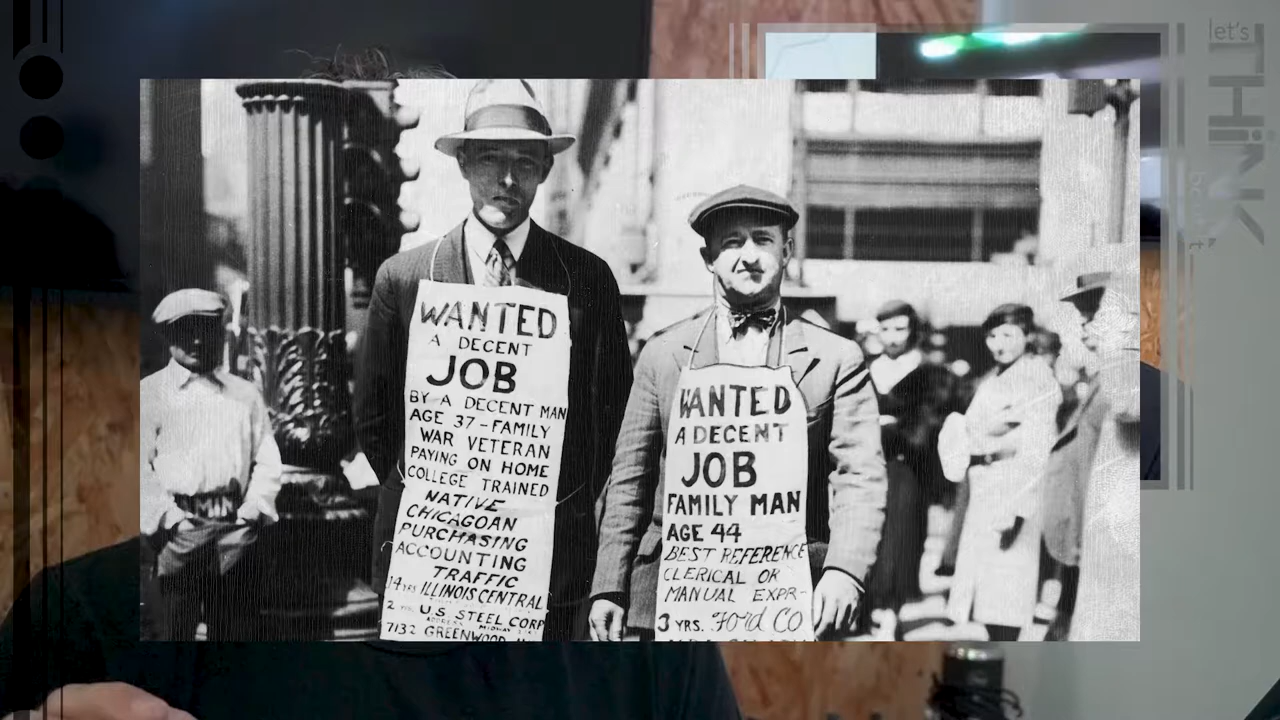 WANTED
A DECENT
JOB
BY A DECENT MAN
AGE 37-FAMILY
WAR VETERAN
PAYING ON HOME
COLLEGE TRAINED
NATIVE
CHICAGOAN
PURCHASING
ACCOUNTING
TRAFFIC
14 YRS ILLINOIS CENTRAL
2 YRS. U.S. STEEL CORP
7132 GREENWOOD
WANTED
A DECENT
JOB
FAMILY MAN
AGE 44
BEST REFERENCE
CLERICAL OR
MANUAL EXPR-
3 YRS. Ford Co
let's
THiNK